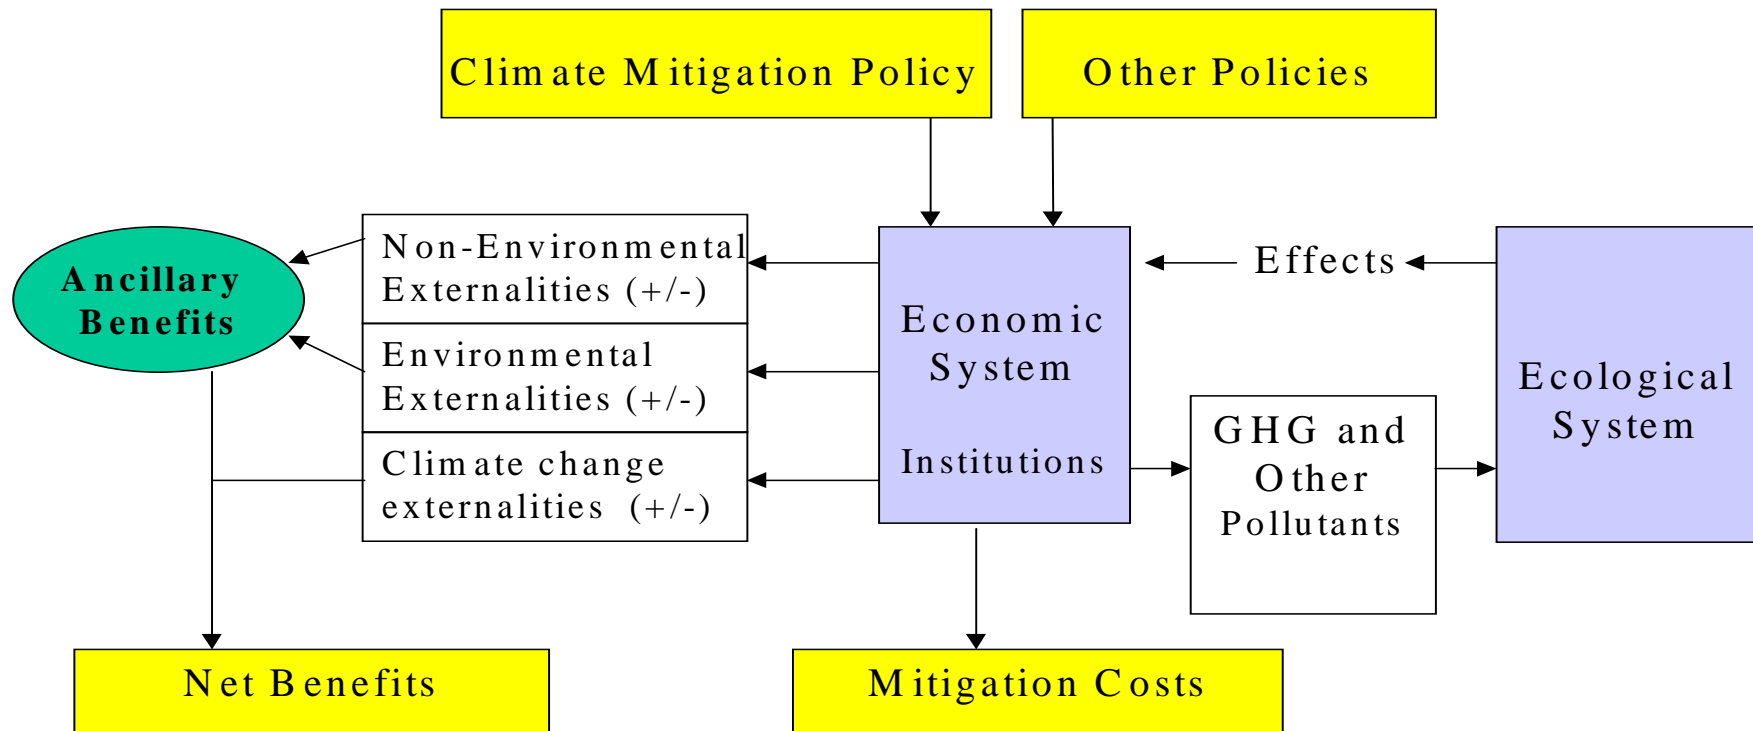 Climate Mitigation Policy
Other Policies
Ancillary
Benefits
Non-Environmental
Externalities (+/-)
Environmental
Externalities (+/-)
Climate change
externalities (+/-)
Economic
System
Institutions
Effects
GHG and
Other
Pollutants
Ecological
System
Net Benefits
Mitigation Costs